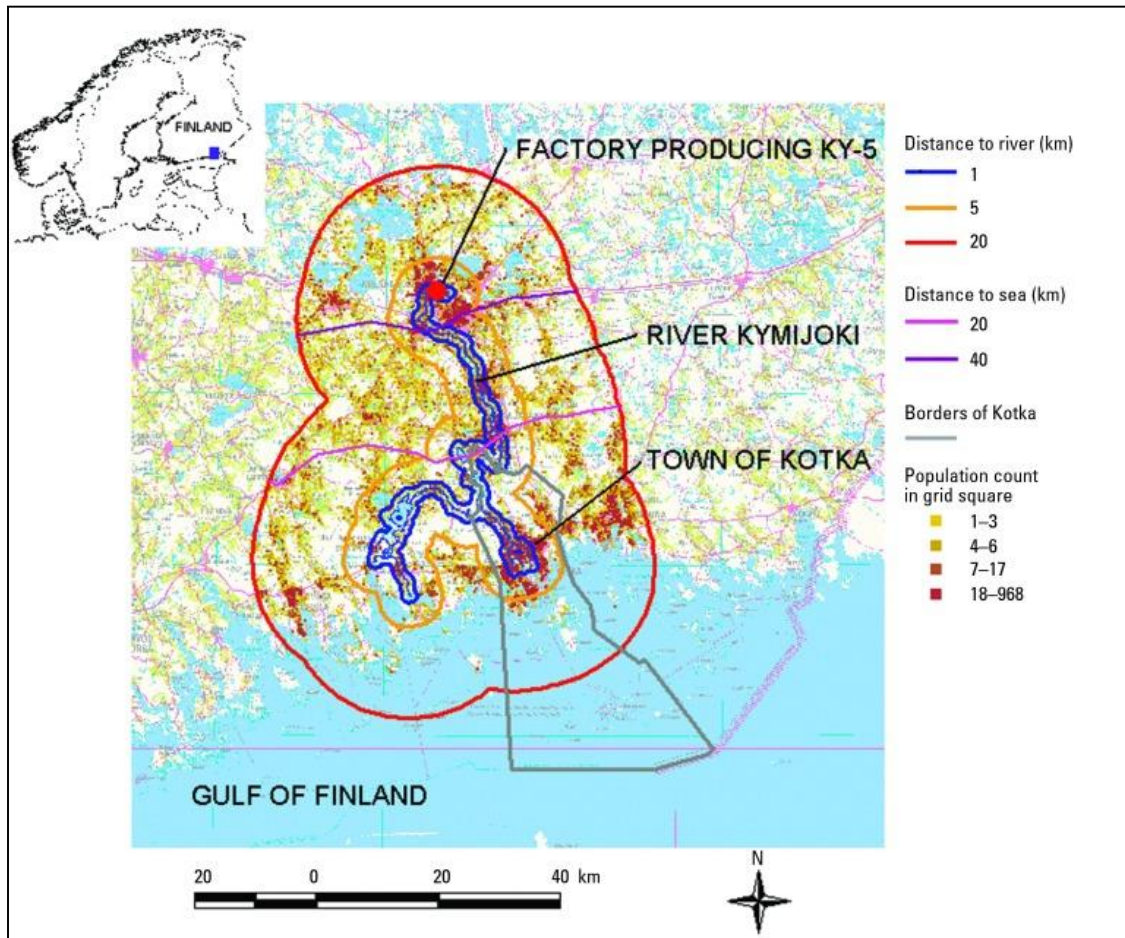 FINLAND
FACTORY PRODUCING KY-5
RIVER KYMIJOKI
TOWN OF KOTKA
GULF OF FINLAND
Distance to river (km)
1
5
20
Distance to sea (km)
20
40
Borders of Kotka
Population count
in grid square
1–3
4–6
7–17
18–968
20 0 20 40 km
N